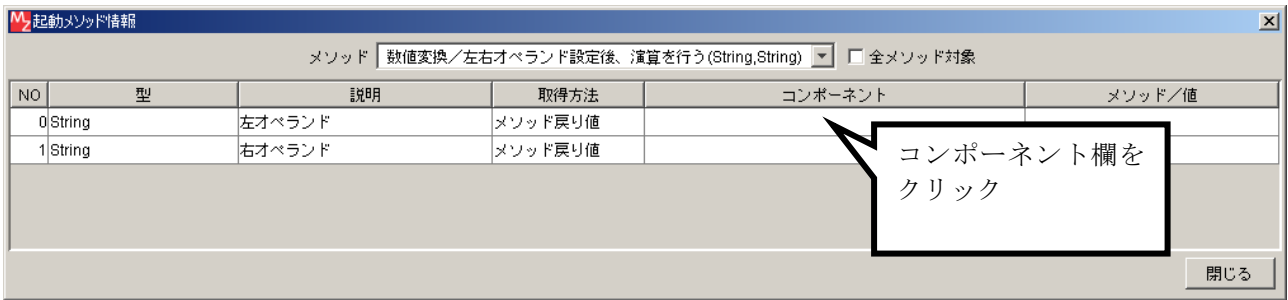 MZ起動メソッド情報
メソッド 数値変換／左右オペランド設定後、演算を行う(String,String) 全メソッド対象
NO 型 説明 取得方法 コンポーネント メソッド／値
0 String 左オペランド メソッド戻り値
1 String 右オペランド メソッド戻り値
コンポーネント欄を
クリック
閉じる